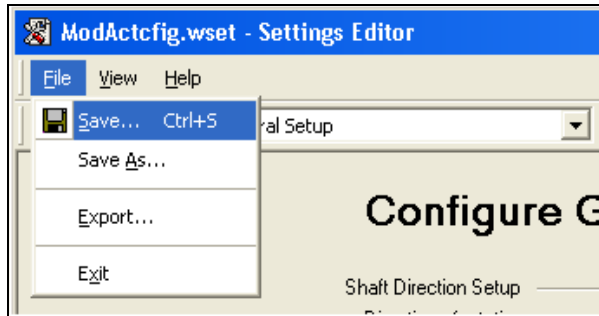 ModActcfig.wset - Settings Editor
File View Help
Save... Ctrl+S
ral Setup
Save As...
Configure G
Export...
Exit
Shaft Direction Setup